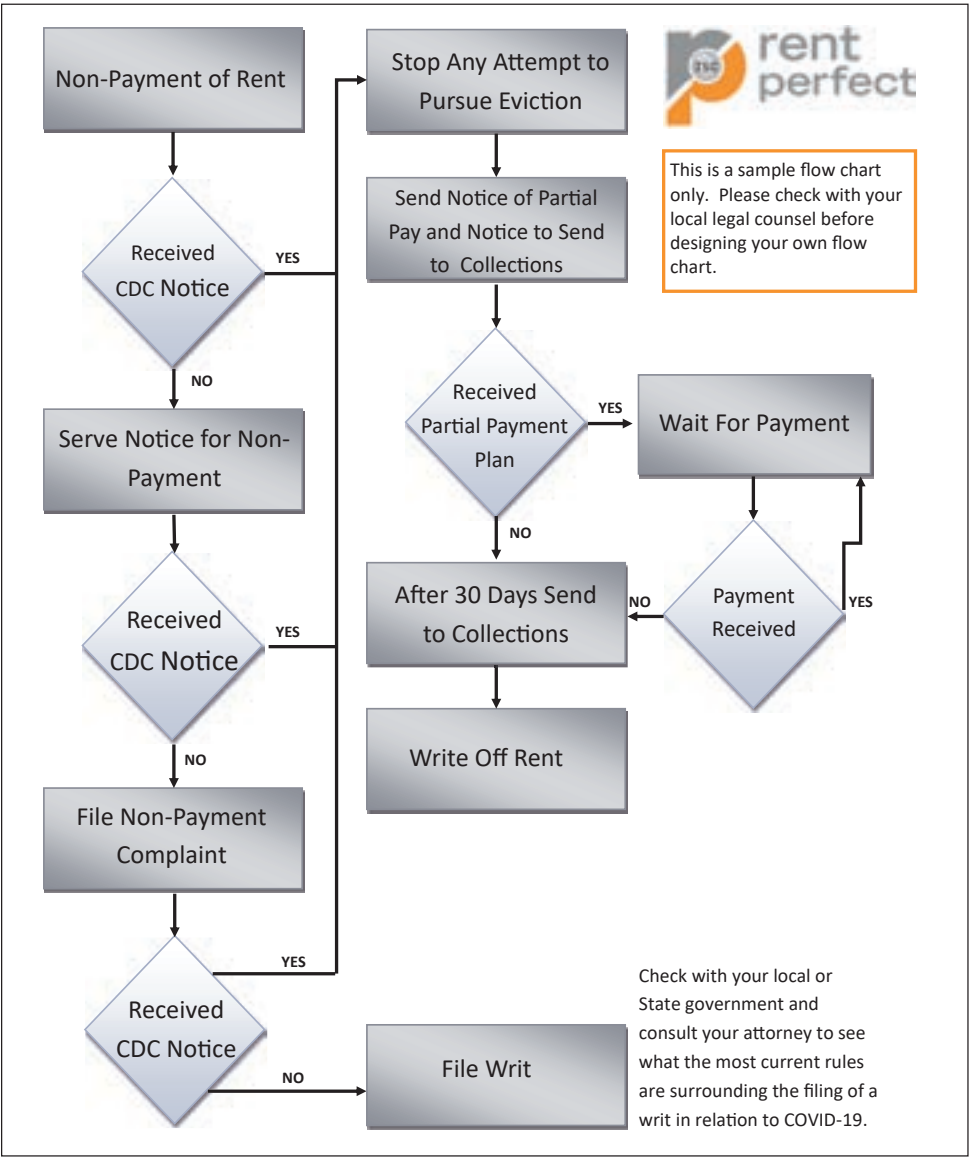 Non-Payment of Rent
Received
CDC Notice
YES
NO
Serve Notice for Non-
Payment
Received
CDC Notice
YES
NO
File Non-Payment
Complaint
Received
CDC Notice
YES
NO
File Writ
Stop Any Attempt to
Pursue Eviction
Send Notice of Partial
Pay and Notice to Send
to Collections
Received
Partial Payment
Plan
YES
NO
Wait For Payment
Payment
Received
YES
NO
After 30 Days Send
to Collections
Write Off Rent
rent
perfect
This is a sample flow chart
only. Please check with your
local legal counsel before
designing your own flow
chart.
Check with your local or
State government and
consult your attorney to see
what the most current rules
are surrounding the filing of a
writ in relation to COVID-19.